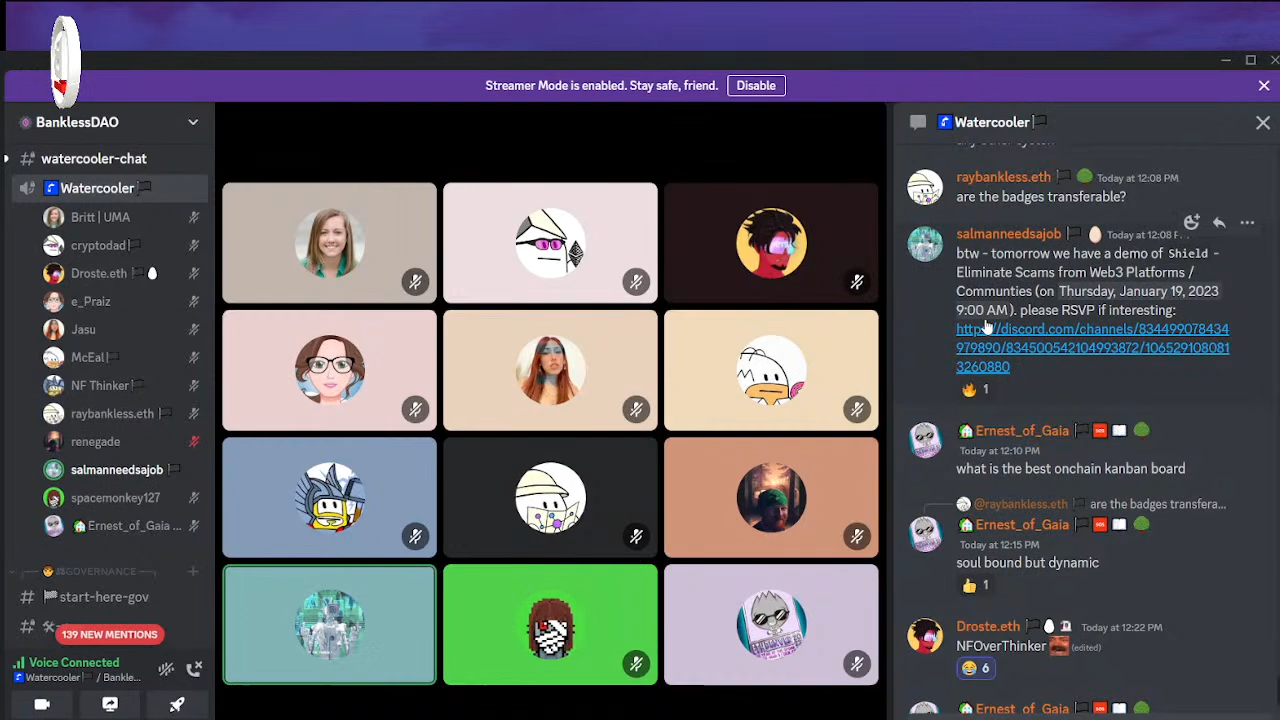 Streamer Mode is enabled. Stay safe, friend.
Disable
BanklessDAO
watercooler-chat
Watercooler
Britt | UMA
cryptodad
Droste.eth
e_Praiz
Jasu
McEal
NF Thinker
raybankless.eth
renegade
salmanneedsajob
spacemonkey127
Ernest_of_Gaia ...
GOVERNANCE
start-here-gov
139 NEW MENTIONS
Voice Connected
Watercooler / Bankle...
Watercooler
raybankless.eth Today at 12:08 PM
are the badges transferable?
salmanneedsajob Today at 12:08
btw - tomorrow we have a demo of Shield -
Eliminate Scams from Web3 Platforms /
Communties (on Thursday, January 19, 2023
9:00 AM). please RSVP if interesting:
https://discord.com/channels/834499078434
979890/834500542104993872/106529108081
3260880
1
Ernest_of_Gaia SOS
Today at 12:10 PM
what is the best onchain kanban board
@raybankless.eth are the badges transfera...
Ernest_of_Gaia SOS
Today at 12:15 PM
soul bound but dynamic
1
Droste.eth Today at 12:22 PM
NFOverThinker (edited)
6
Ernest_of_Gaia SOS